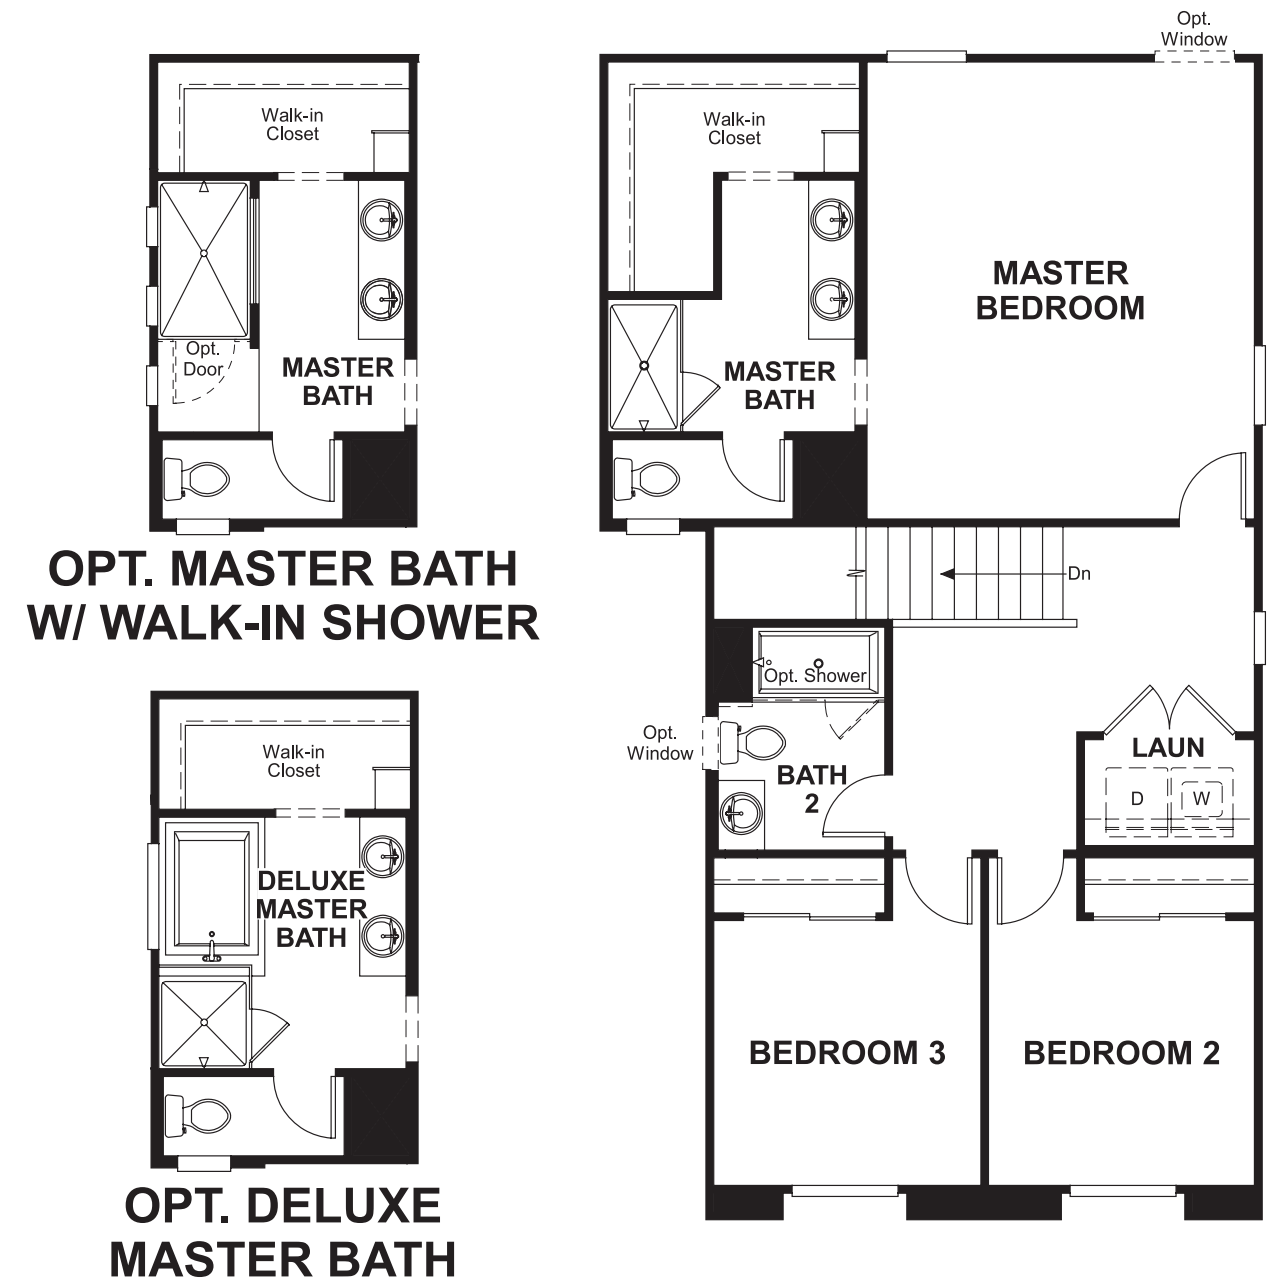 Opt.
Window
Walk-in
Closet
Opt.
Door
MASTER
BATH
OPT. MASTER BATH
W/ WALK-IN SHOWER
Walk-in
Closet
MASTER
BEDROOM
MASTER
BATH
Dn
Opt. Shower
Opt.
Window
BATH
2
LAUN
D
W
BEDROOM 3
BEDROOM 2
Walk-in
Closet
DELUXE
MASTER
BATH
OPT. DELUXE
MASTER BATH